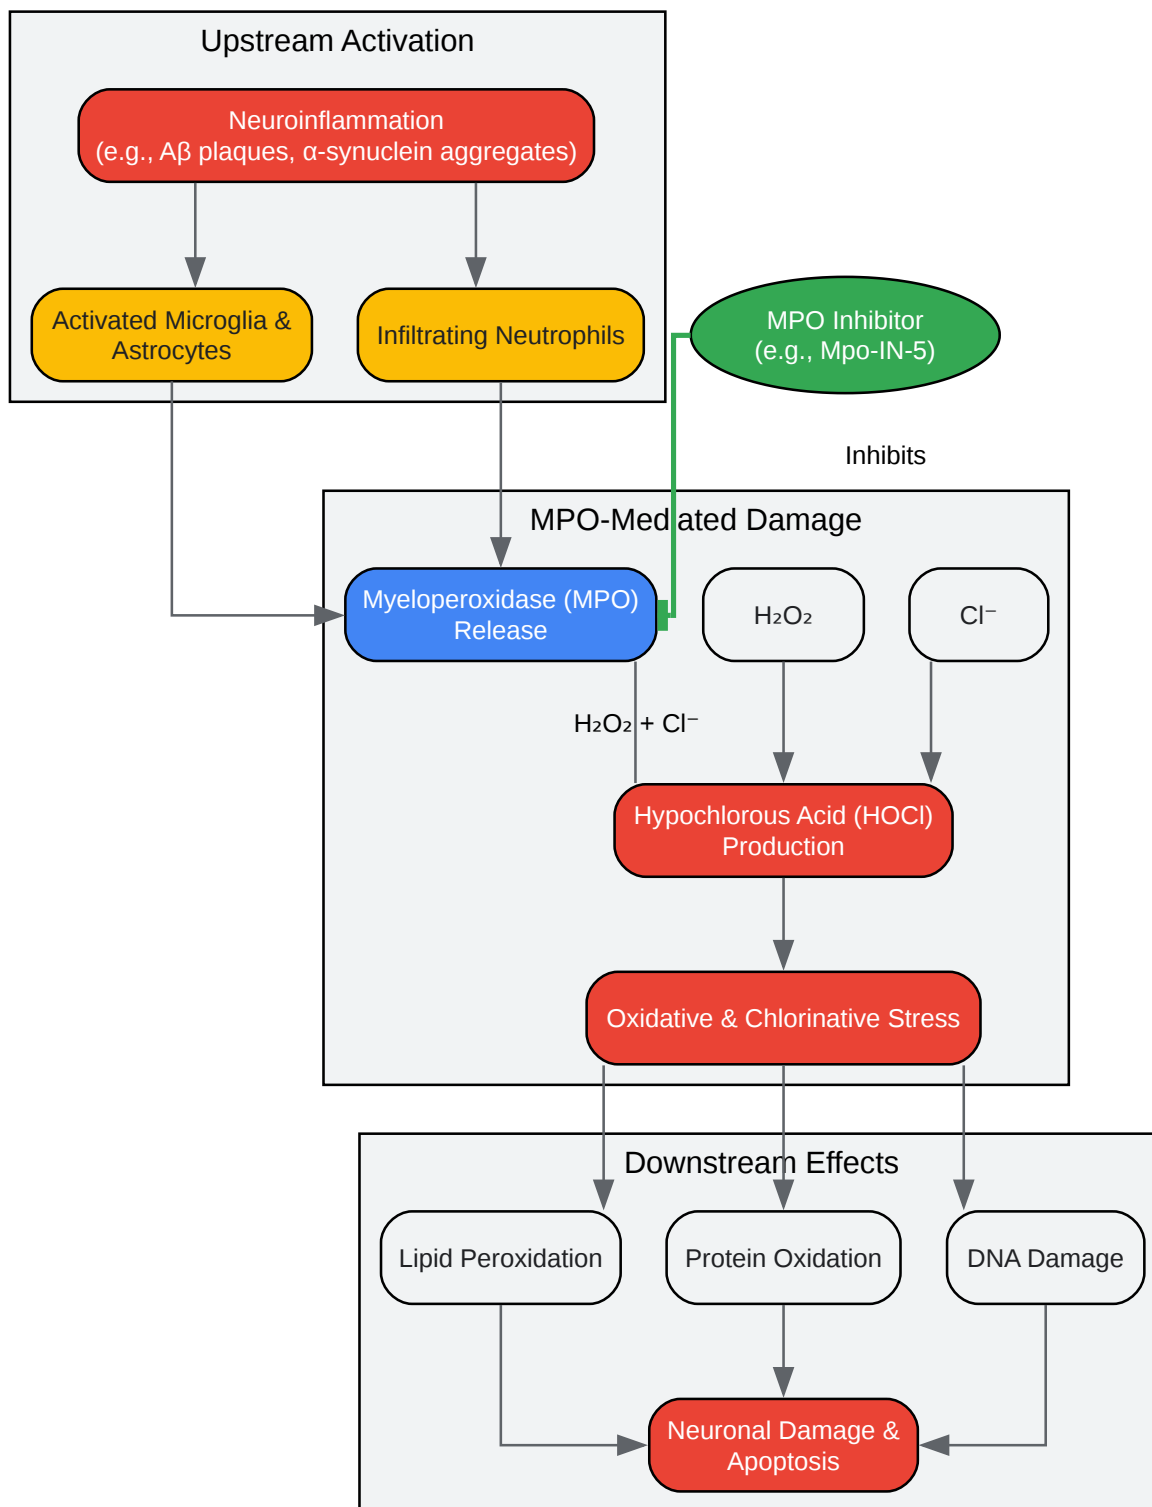 Upstream Activation
Neuroinflammation
(e.g., Aβ plaques, α-synuclein aggregates)
Activated Microglia &
Astrocytes
Infiltrating Neutrophils
MPO Inhibitor
(e.g., Mpo-IN-5)
Inhibits
MPO-Mediated Damage
Myeloperoxidase (MPO)
Release
H₂O₂
Cl⁻
H₂O₂ + Cl⁻
Hypochlorous Acid (HOCl)
Production
Oxidative & Chlorinative Stress
Downstream Effects
Lipid Peroxidation
Protein Oxidation
DNA Damage
Neuronal Damage &
Apoptosis